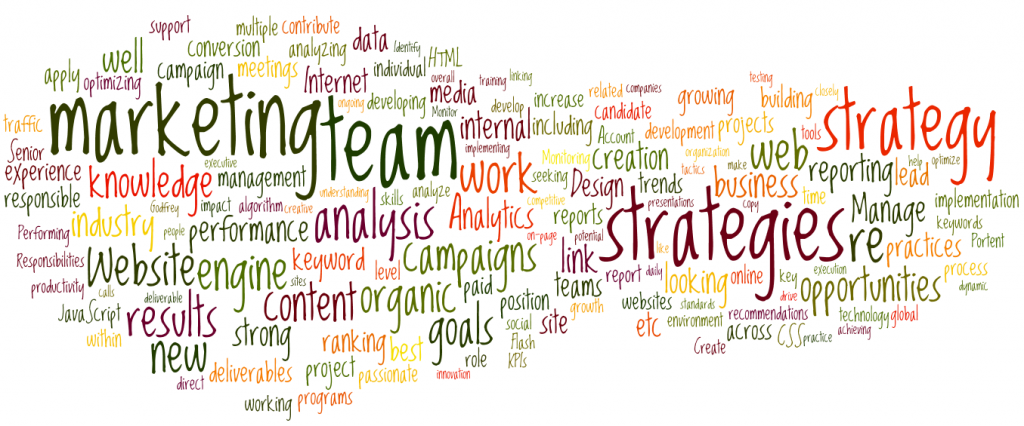 support multiple contribute
well conversion analyzing data Identify HTML
apply optimizing campaign meetings Internet individual overall training linking testing
marketing team ongoing developing media Monitor develop increase related companies growing building closely strategy
traffic internal including candidate Account development projects tools
Senior executive implementing Monitoring creation organization web reporting help optimize
experience knowledge management understanding work seeking tactics make lead
responsible Godfrey impact algorithm creative skills analyze competitive Design trends business time presentations copy Manage implementation
industry people performance analysis Analytics reports strategies re keywords
Performing on-page potential like practices Portent
Responsibilities Website engine keyword level Campaigns link report daily looking online key execution process
productivity calls deliverable sites content organic paid teams growth websites standards drive opportunities dynamic
JavaScript results strong goals position site etc environment recommendations technology global
within new ranking best social Flash Create across CSS practice achieving
direct deliverables project passionate role KPIs innovation
working programs